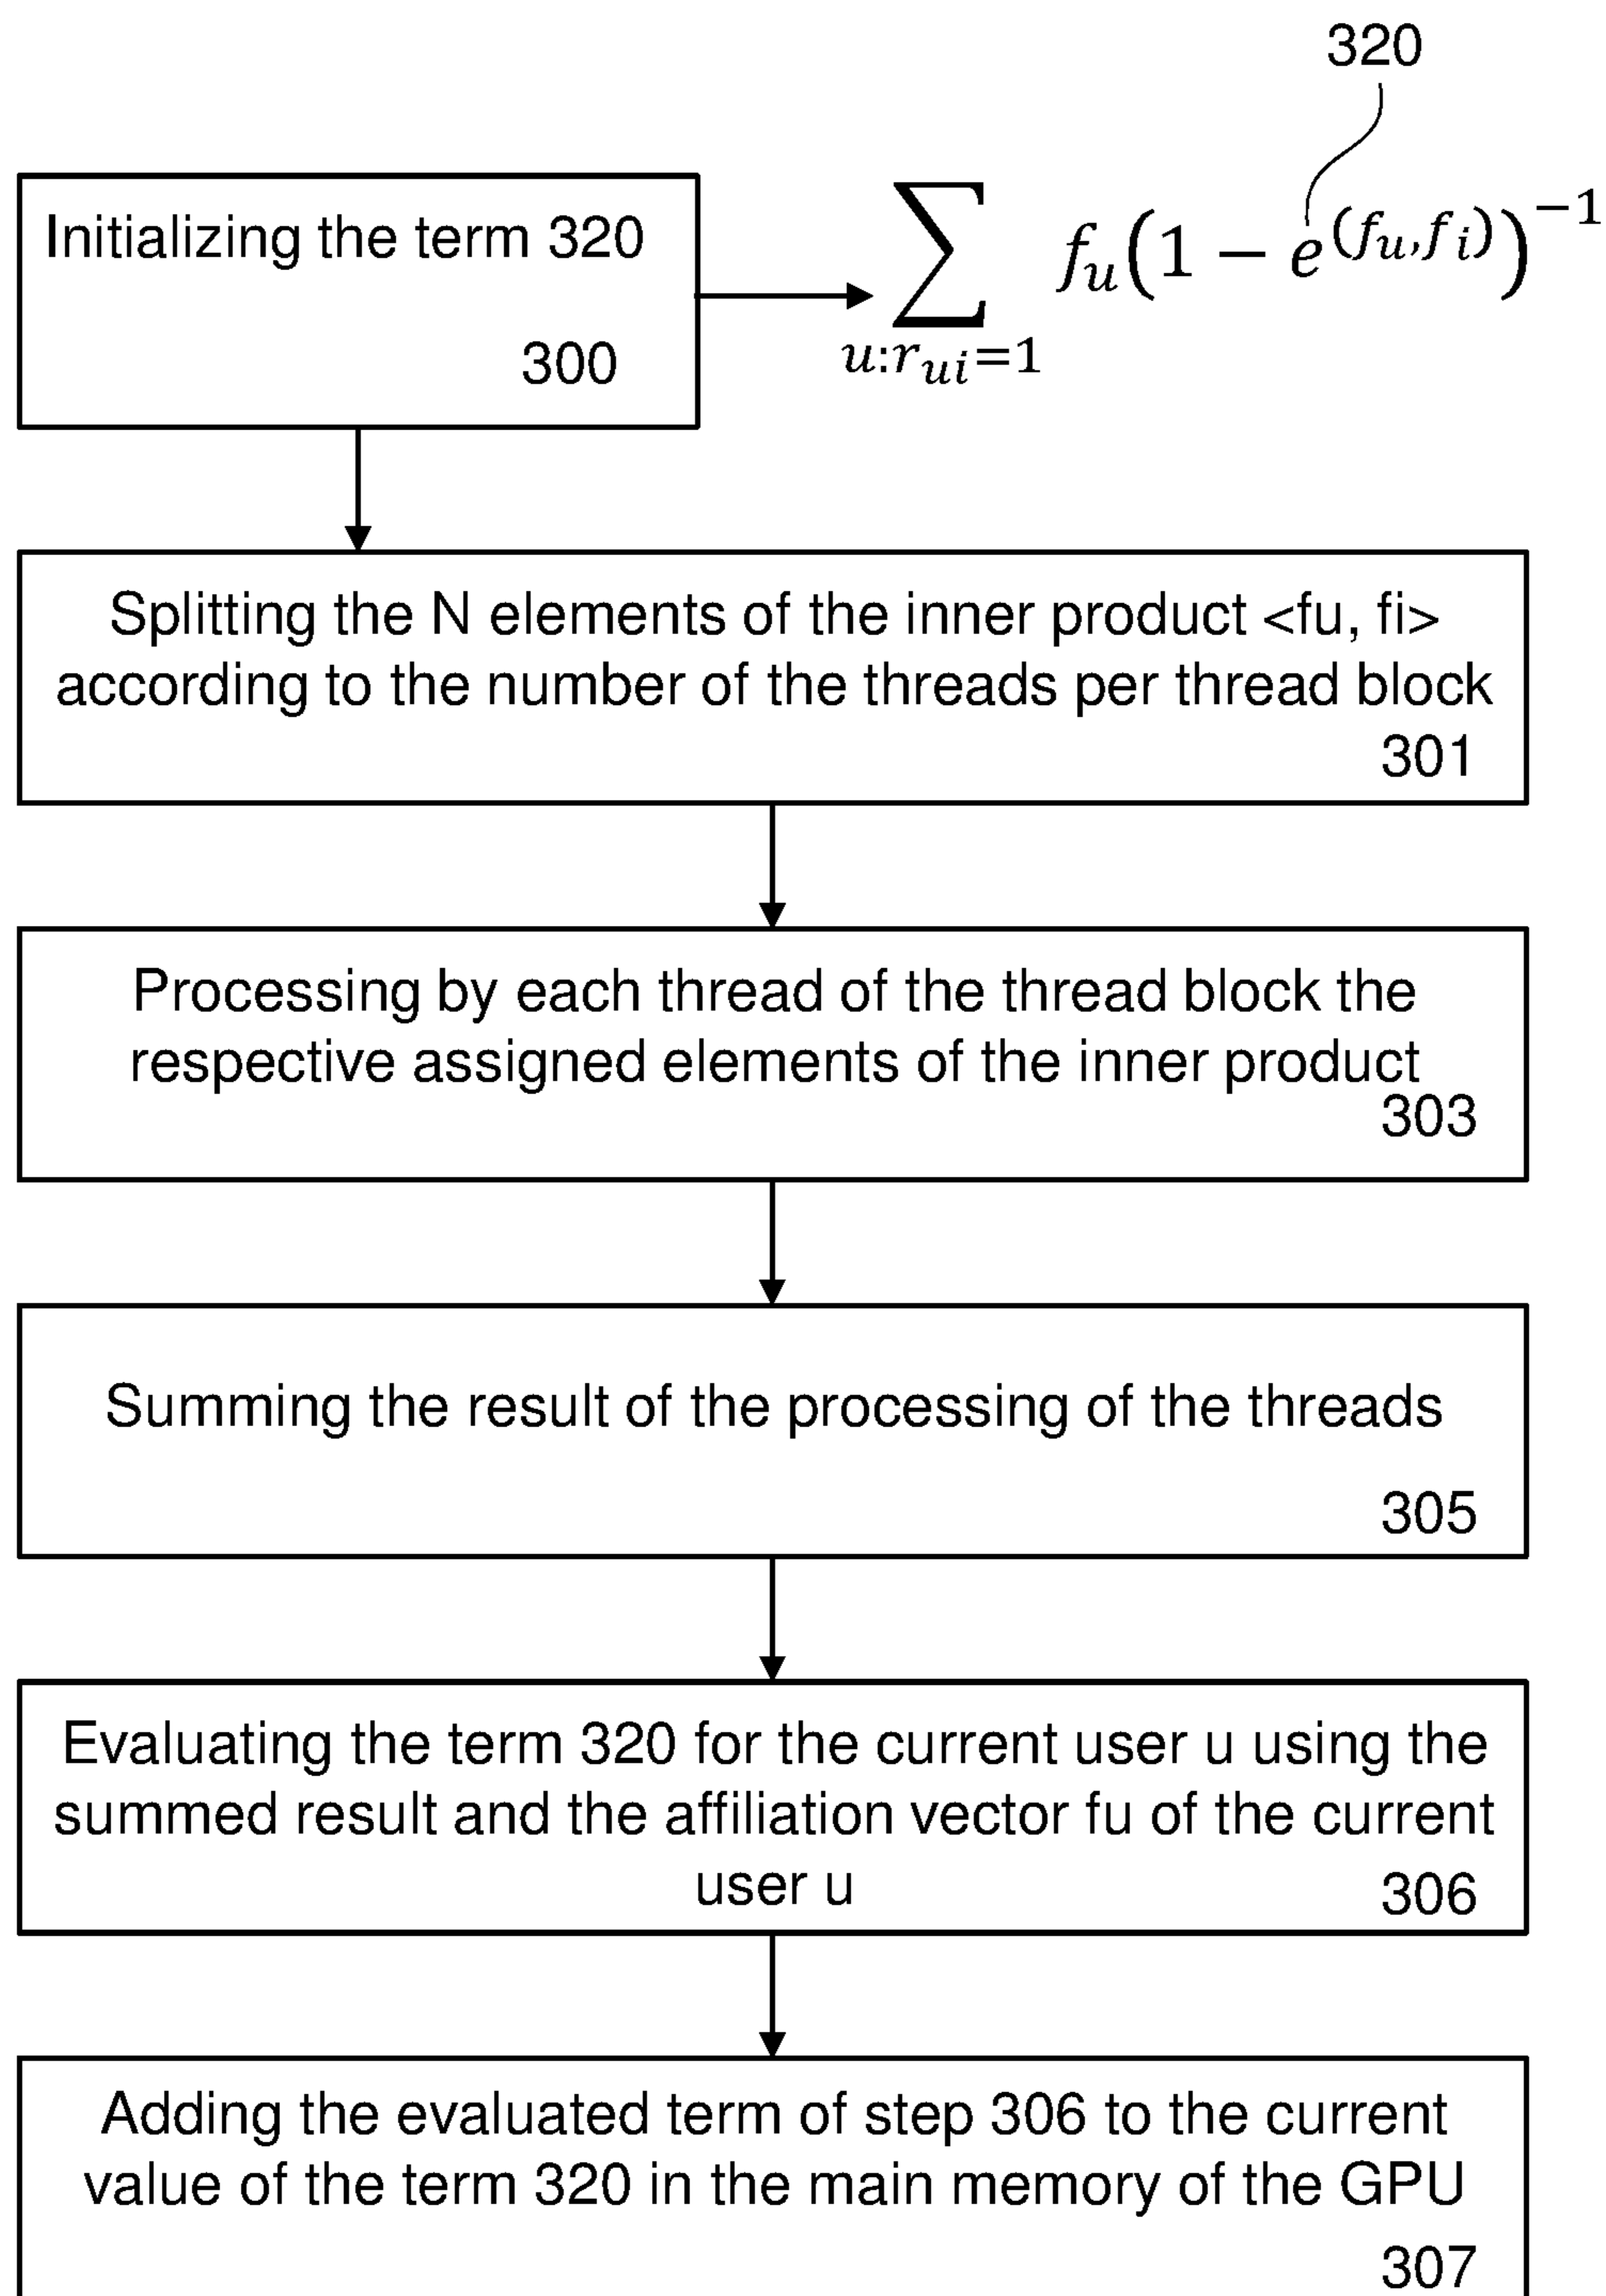 320
Initializing the term 320
300
∑ f_u(1 − e^(f_u,f_i))^−1
u:r_ui=1
Splitting the N elements of the inner product <fu, fi>
according to the number of the threads per thread block
301
Processing by each thread of the thread block the
respective assigned elements of the inner product
303
Summing the result of the processing of the threads
305
Evaluating the term 320 for the current user u using the
summed result and the affiliation vector fu of the current
user u
306
Adding the evaluated term of step 306 to the current
value of the term 320 in the main memory of the GPU
307